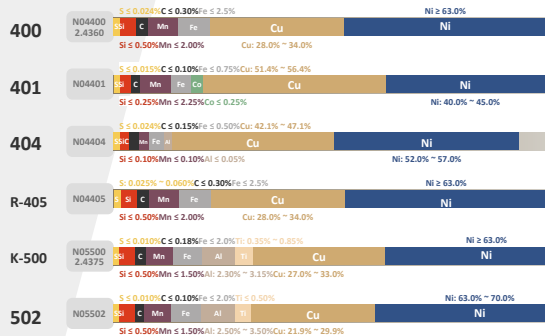 S ≤ 0.024% C ≤ 0.30% Fe ≤ 2.5% Ni ≥ 63.0%
400 N04400 2.4360 S Si C Mn Fe Cu Ni
Si ≤ 0.50% Mn ≤ 2.00% Cu: 28.0% ~ 34.0%
S ≤ 0.015% C ≤ 0.10% Fe ≤ 0.75% Cu: 51.4% ~ 56.4%
401 N04401 S Si C Mn Fe Co Cu Ni
Si ≤ 0.25% Mn ≤ 2.25% Co ≤ 0.25% Ni: 40.0% ~ 45.0%
S ≤ 0.024% C ≤ 0.15% Fe ≤ 0.50% Cu: 42.1% ~ 47.1%
404 N04404 S Si C Mn Fe Al Cu Ni
Si ≤ 0.10% Mn ≤ 0.10% Al ≤ 0.05% Ni: 52.0% ~ 57.0%
S: 0.025% ~ 0.060% C ≤ 0.30% Fe ≤ 2.5% Ni ≥ 63.0%
R-405 N04405 S Si C Mn Fe Cu Ni
Si ≤ 0.50% Mn ≤ 2.00% Cu: 28.0% ~ 34.0%
S ≤ 0.010% C ≤ 0.18% Fe ≤ 2.0% Ti: 0.35% ~ 0.85% Ni ≥ 63.0%
K-500 N05500 2.4375 S Si C Mn Fe Al Ti Cu Ni
Si ≤ 0.50% Mn ≤ 1.50% Al: 2.30% ~ 3.15% Cu: 27.0% ~ 33.0%
S ≤ 0.010% C ≤ 0.10% Fe ≤ 2.0% Ti ≤ 0.50% Ni: 63.0% ~ 70.0%
502 N05502 S Si C Mn Fe Al Ti Cu Ni
Si ≤ 0.50% Mn ≤ 1.50% Al: 2.50% ~ 3.50% Cu: 21.9% ~ 29.9%